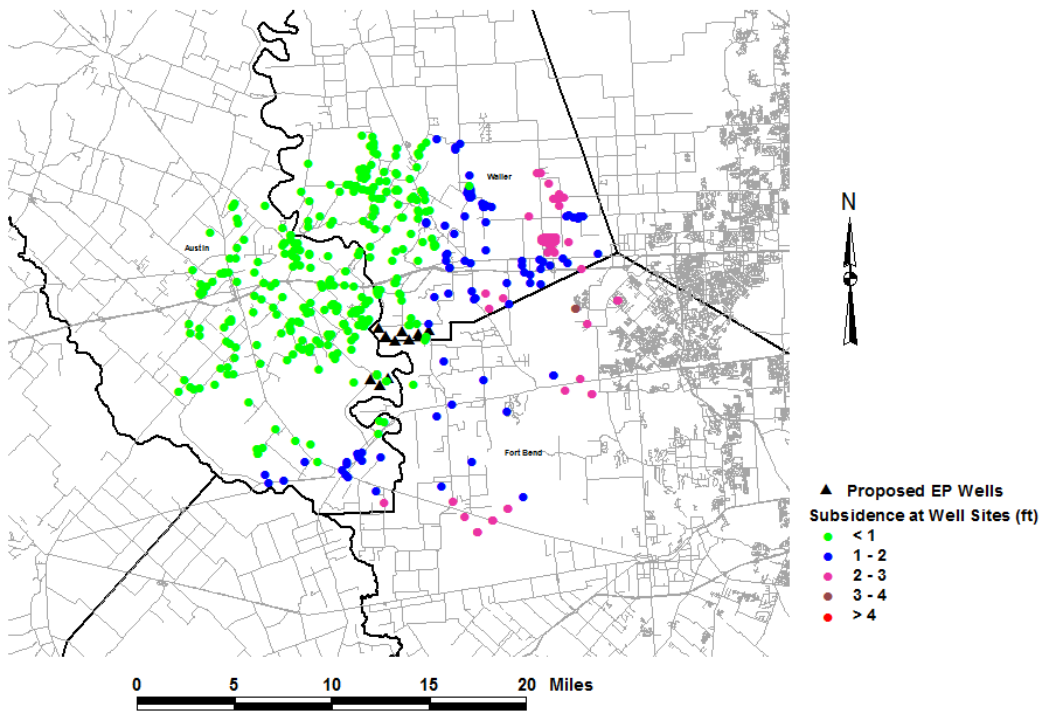 Waller
Austin
Fort Bend
N
▲ Proposed EP Wells
Subsidence at Well Sites (ft)
< 1
1 - 2
2 - 3
3 - 4
> 4
0 5 10 15 20 Miles